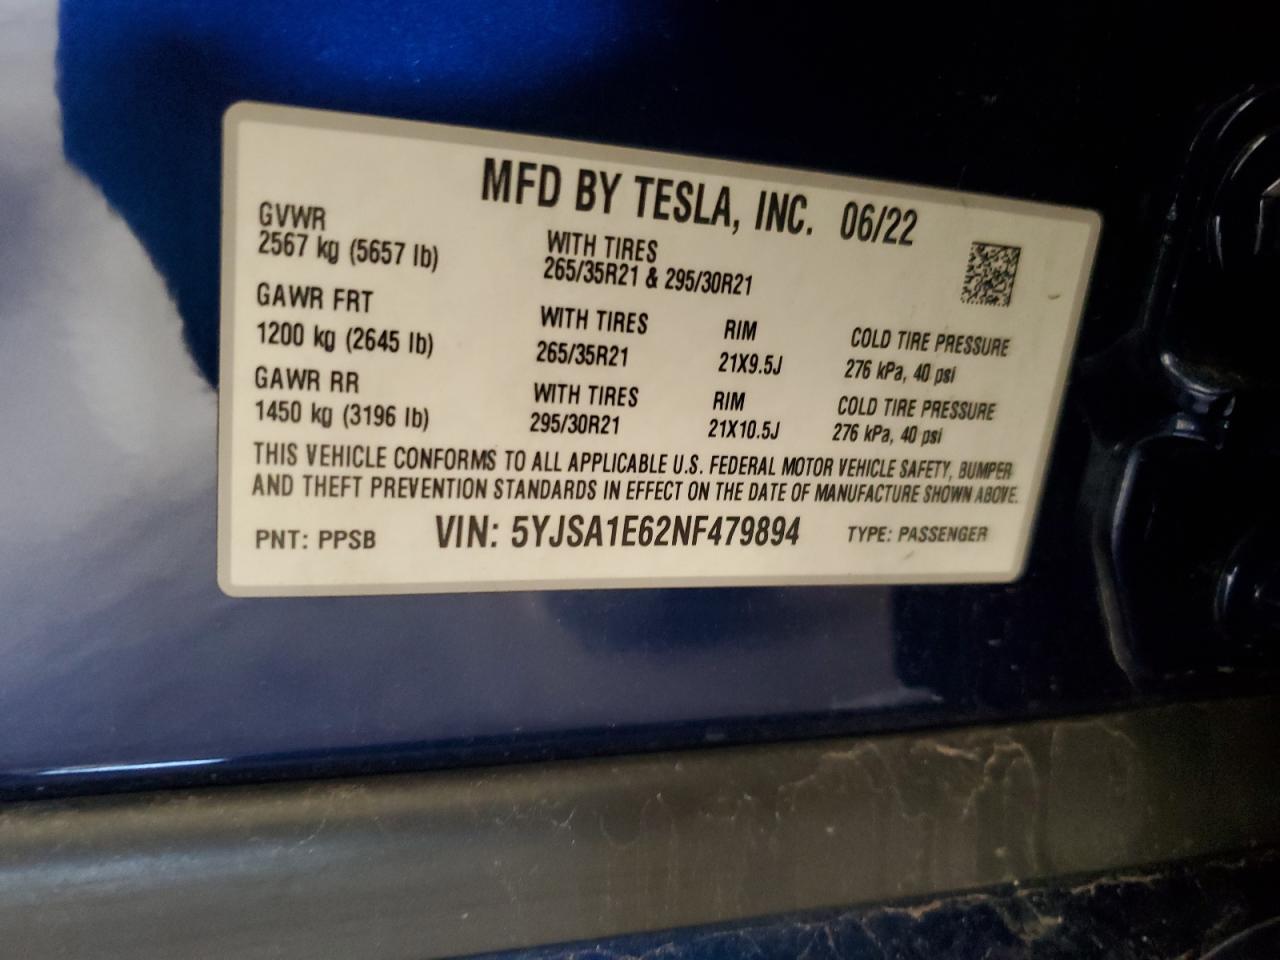 MFD BY TESLA, INC. 06/22
GVWR
2567 kg (5657 lb)
WITH TIRES
265/35R21 & 295/30R21
GAWR FRT
1200 kg (2645 lb)
WITH TIRES
265/35R21
RIM
21X9.5J
COLD TIRE PRESSURE
276 kPa, 40 psi
GAWR RR
1450 kg (3196 lb)
WITH TIRES
295/30R21
RIM
21X10.5J
COLD TIRE PRESSURE
276 kPa, 40 psi
THIS VEHICLE CONFORMS TO ALL APPLICABLE U.S. FEDERAL MOTOR VEHICLE SAFETY, BUMPER
AND THEFT PREVENTION STANDARDS IN EFFECT ON THE DATE OF MANUFACTURE SHOWN ABOVE.
PNT: PPSB VIN: 5YJSA1E62NF479894 TYPE: PASSENGER